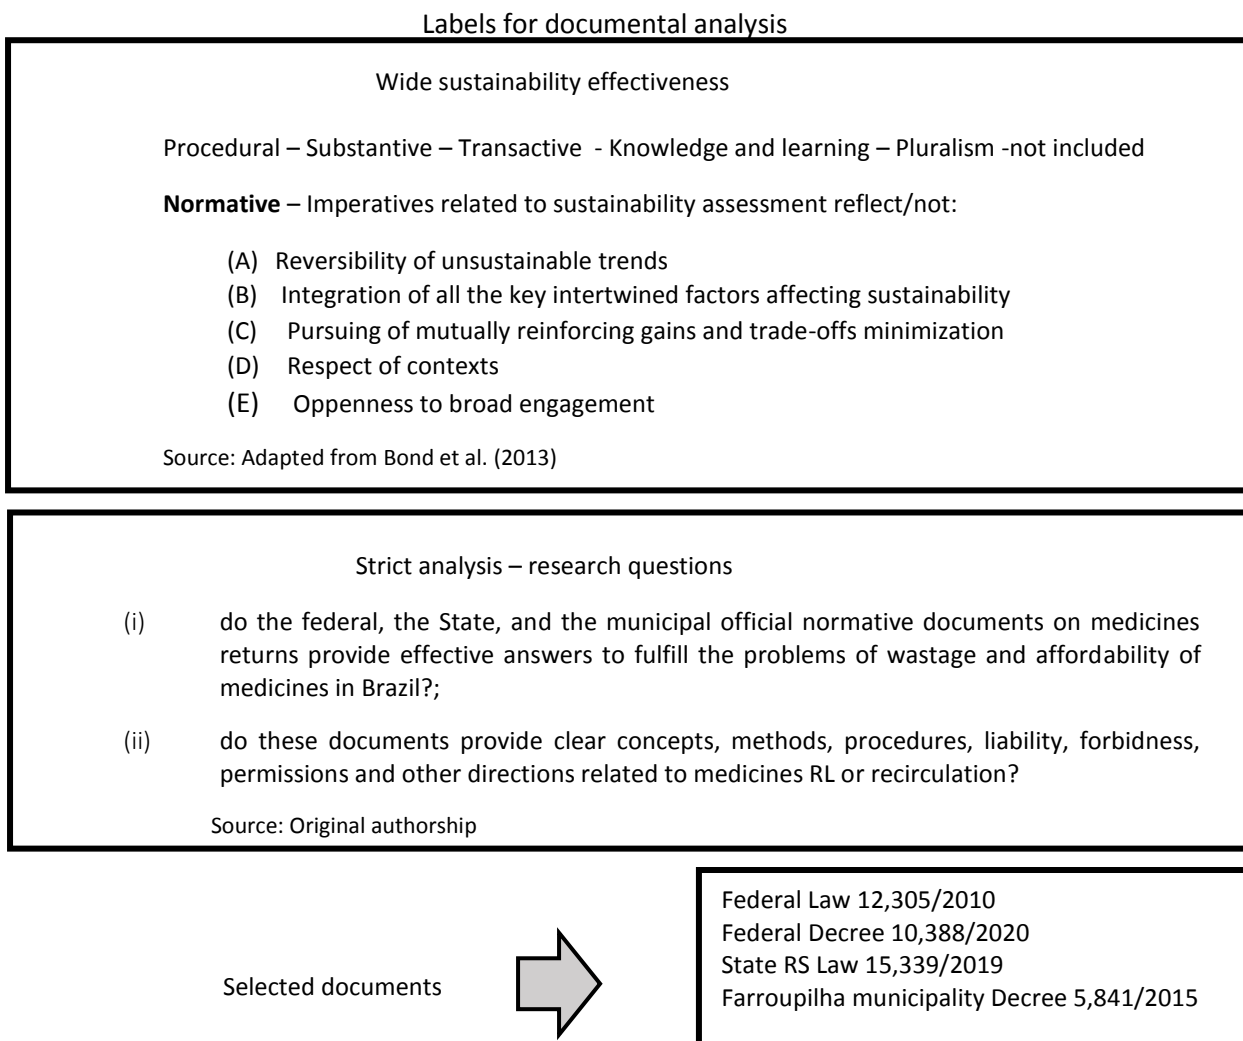 Labels for documental analysis
Wide sustainability effectiveness
Procedural – Substantive – Transactive - Knowledge and learning – Pluralism -not included
Normative – Imperatives related to sustainability assessment reflect/not:
(A) Reversibility of unsustainable trends
(B) Integration of all the key intertwined factors affecting sustainability
(C) Pursuing of mutually reinforcing gains and trade-offs minimization
(D) Respect of contexts
(E) Oppenness to broad engagement
Source: Adapted from Bond et al. (2013)
Strict analysis – research questions
(i) do the federal, the State, and the municipal official normative documents on medicines
returns provide effective answers to fulfill the problems of wastage and affordability of
medicines in Brazil?;
(ii) do these documents provide clear concepts, methods, procedures, liability, forbidness,
permissions and other directions related to medicines RL or recirculation?
Source: Original authorship
Selected documents
Federal Law 12,305/2010
Federal Decree 10,388/2020
State RS Law 15,339/2019
Farroupilha municipality Decree 5,841/2015